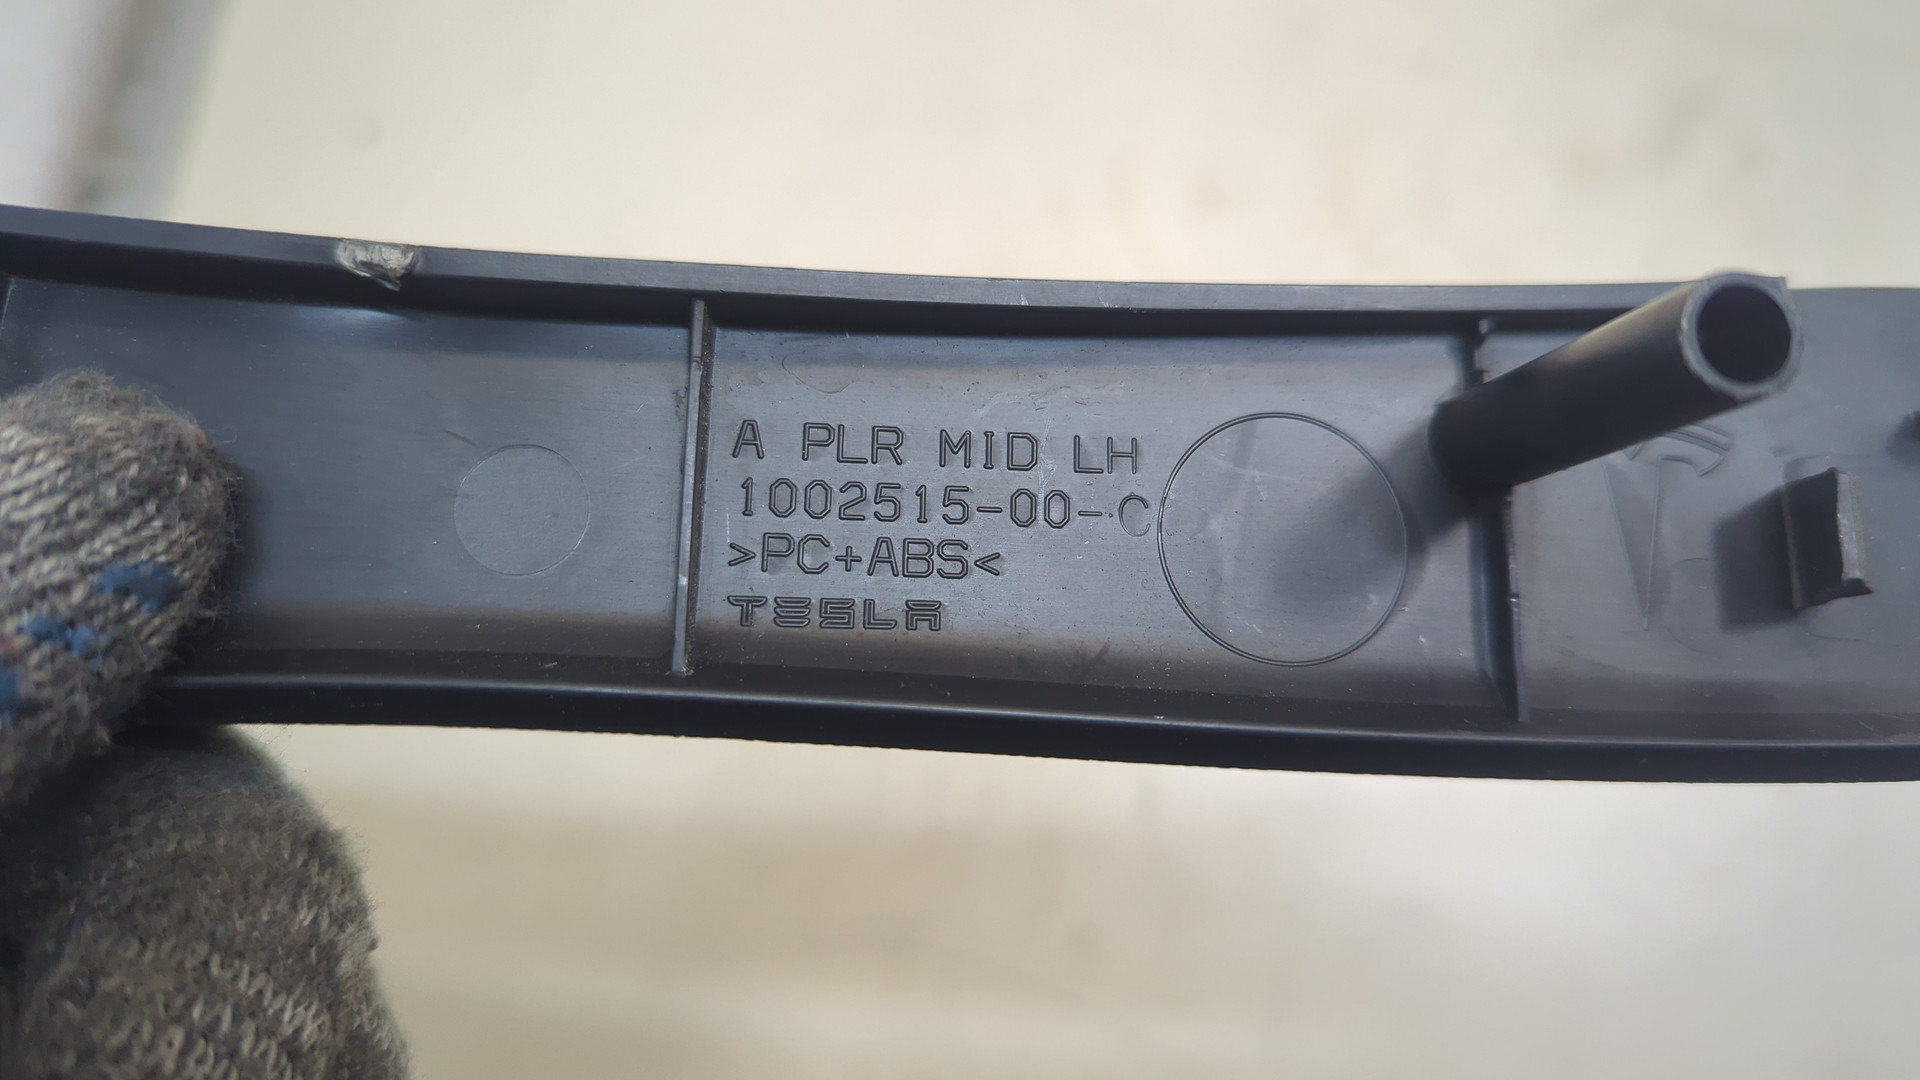 A PLR MID LH
1002515-00-C
>PC+ABS<
TESLA